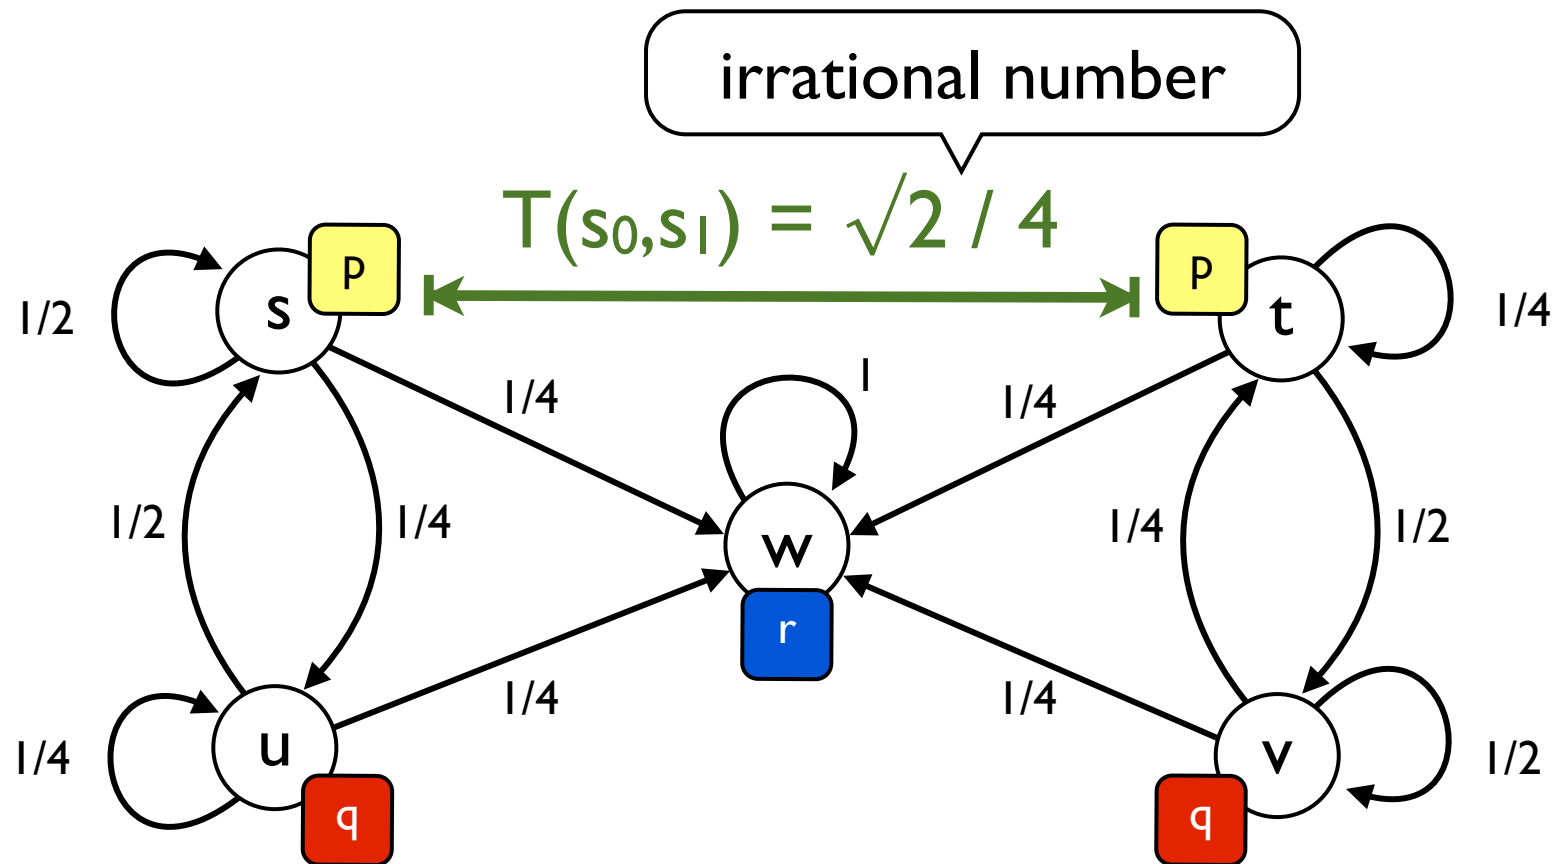 irrational number
T(s₀,s₁) = √2 / 4
p
p
s
t
1/2
1/4
1/4
1
1/4
1/2
1/4
w
1/4
1/2
r
1/4
1/4
u
v
1/4
1/2
q
q